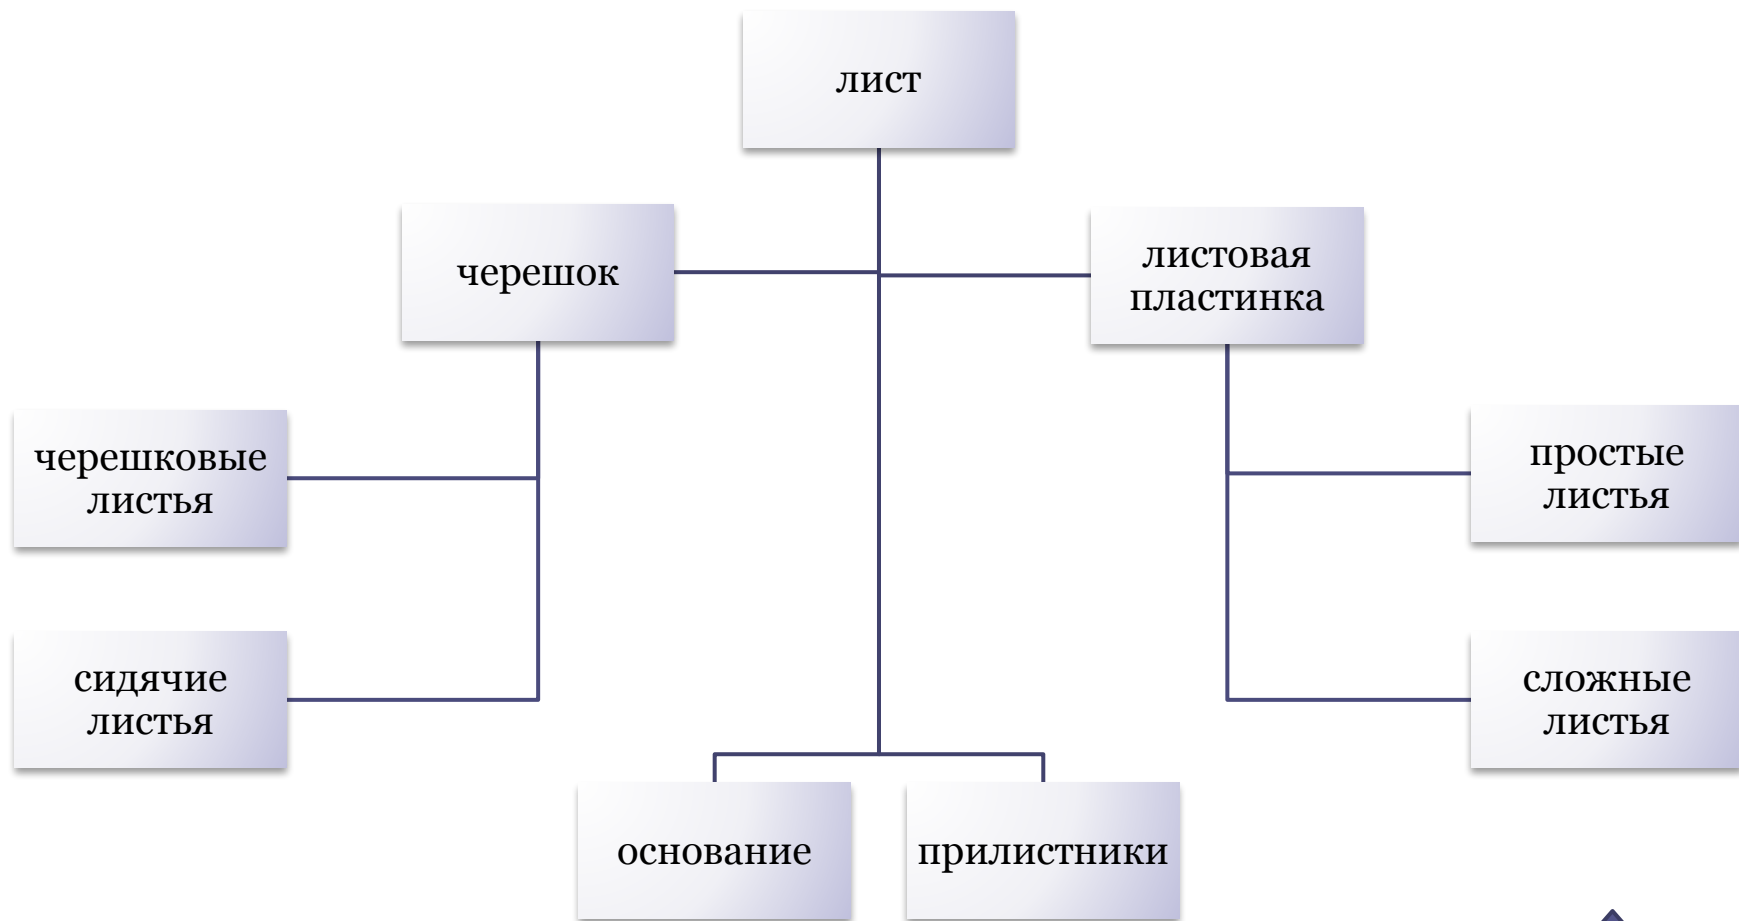 лист
черешок
листовая
пластинка
черешковые
листья
простые
листья
сидячие
листья
сложные
листья
основание
прилистники